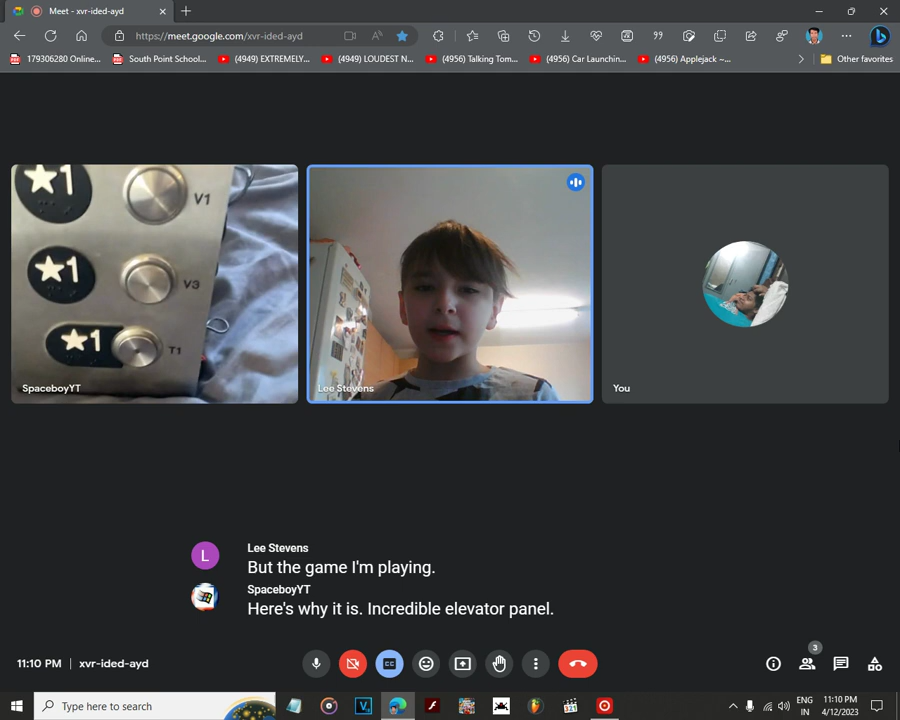 Meet - xvr-ided-ayd
https://meet.google.com/xvr-ided-ayd
179306280 Online...
South Point School...
(4949) EXTREMELY...
(4949) LOUDEST N...
(4956) Talking Tom...
(4956) Car Launchin...
(4956) Applejack ~...
Other favorites
★1 V1
★1 V3
★1 T1
SpaceboyYT
Lee Stevens
You
L
Lee Stevens
But the game I'm playing.
SpaceboyYT
Here's why it is. Incredible elevator panel.
11:10 PM | xvr-ided-ayd
CC
3
Type here to search
ENG
IN
11:10 PM
4/12/2023